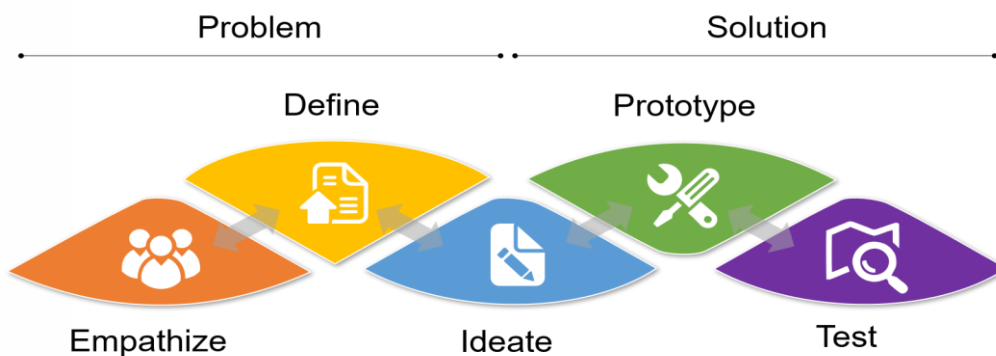 Problem
Solution
Define
Prototype
Empathize
Ideate
Test